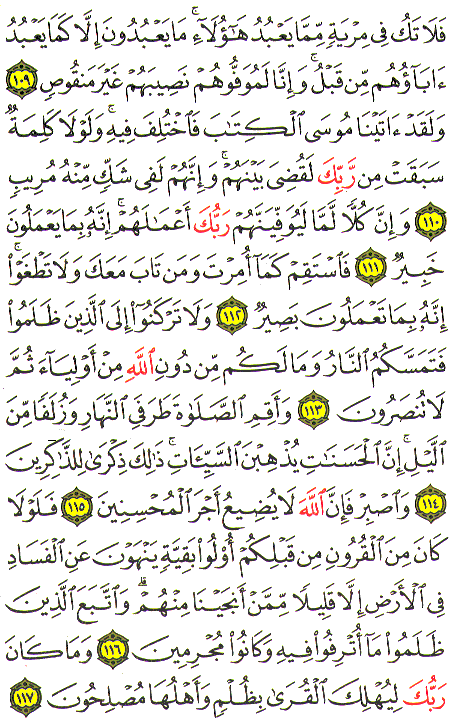 فَلَا تَكُ فِى مِرْيَةٍ مِّمَّا يَعْبُدُ هَٰٓؤُلَآءِ ۚ مَا يَعْبُدُونَ إِلَّا كَمَا يَعْبُدُ
ءَابَآؤُهُم مِّن قَبْلُ ۚ وَإِنَّا لَمُوَفُّوهُمْ نَصِيبَهُمْ غَيْرَ مَنقُوصٍ ١٠٩
وَلَقَدْ ءَاتَيْنَا مُوسَى ٱلْكِتَٰبَ فَٱخْتُلِفَ فِيهِ ۚ وَلَوْلَا كَلِمَةٌ
سَبَقَتْ مِن رَّبِّكَ لَقُضِىَ بَيْنَهُمْ ۚ وَإِنَّهُمْ لَفِى شَكٍّ مِّنْهُ مُرِيبٍ
١١٠ وَإِنَّ كُلًّا لَّمَّا لَيُوَفِّيَنَّهُمْ رَبُّكَ أَعْمَٰلَهُمْ ۚ إِنَّهُۥ بِمَا يَعْمَلُونَ
خَبِيرٌ ١١١ فَٱسْتَقِمْ كَمَآ أُمِرْتَ وَمَن تَابَ مَعَكَ وَلَا تَطْغَوْا۟ ۚ
إِنَّهُۥ بِمَا تَعْمَلُونَ بَصِيرٌ ١١٢ وَلَا تَرْكَنُوٓا۟ إِلَى ٱلَّذِينَ ظَلَمُوا۟
فَتَمَسَّكُمُ ٱلنَّارُ وَمَا لَكُم مِّن دُونِ ٱللَّهِ مِنْ أَوْلِيَآءَ ثُمَّ
لَا تُنصَرُونَ ١١٣ وَأَقِمِ ٱلصَّلَوٰةَ طَرَفَىِ ٱلنَّهَارِ وَزُلَفًا مِّنَ
ٱلَّيْلِ ۚ إِنَّ ٱلْحَسَنَٰتِ يُذْهِبْنَ ٱلسَّيِّـَٔاتِ ۚ ذَٰلِكَ ذِكْرَىٰ لِلذَّٰكِرِينَ
١١٤ وَٱصْبِرْ فَإِنَّ ٱللَّهَ لَا يُضِيعُ أَجْرَ ٱلْمُحْسِنِينَ ١١٥ فَلَوْلَا
كَانَ مِنَ ٱلْقُرُونِ مِن قَبْلِكُمْ أُو۟لُوا۟ بَقِيَّةٍ يَنْهَوْنَ عَنِ ٱلْفَسَادِ
فِى ٱلْأَرْضِ إِلَّا قَلِيلًا مِّمَّنْ أَنجَيْنَا مِنْهُمْ ۗ وَٱتَّبَعَ ٱلَّذِينَ
ظَلَمُوا۟ مَآ أُتْرِفُوا۟ فِيهِ وَكَانُوا۟ مُجْرِمِينَ ١١٦ وَمَا كَانَ
رَبُّكَ لِيُهْلِكَ ٱلْقُرَىٰ بِظُلْمٍ وَأَهْلُهَا مُصْلِحُونَ ١١٧